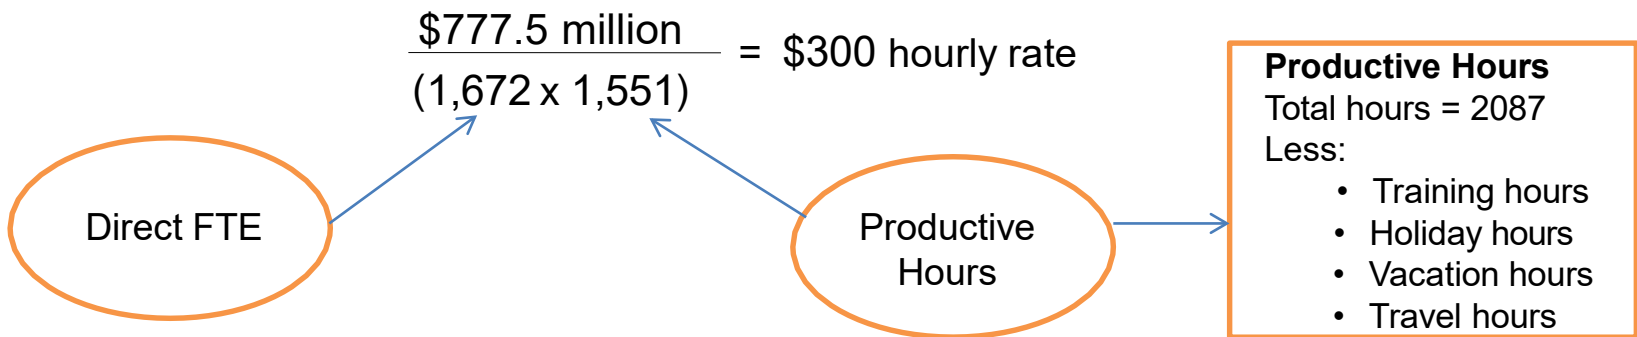 $777.5 million
(1,672 x 1,551)
= $300 hourly rate
Direct FTE
Productive
Hours
Productive Hours
Total hours = 2087
Less:
• Training hours
• Holiday hours
• Vacation hours
• Travel hours